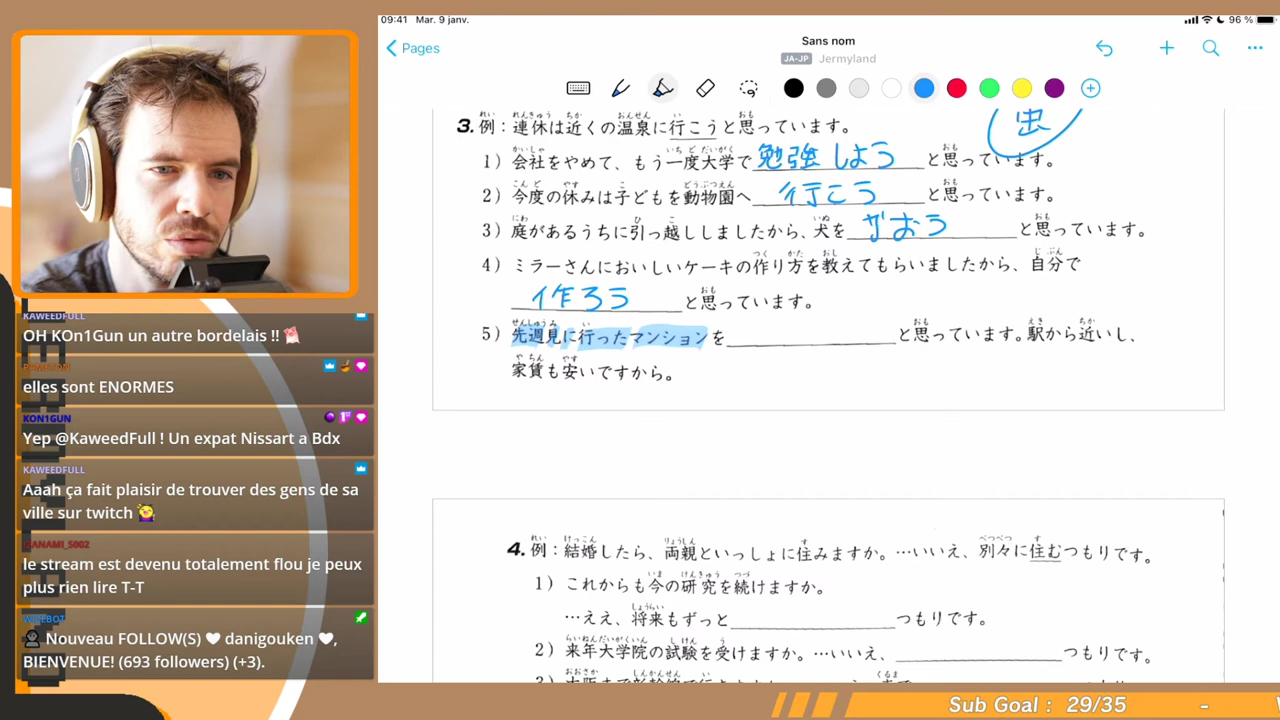 09:41 Mar. 9 janv.
96 %
Pages
Sans nom
JA-JP Jermyland
3. 例：連休は近くの温泉に行こうと思っています。
虫
1）会社をやめて、もう一度大学で勉強しようと思っています。
2）今度の休みは子どもを動物園へ行こうと思っています。
3）庭があるうちに引っ越ししましたから、犬を がおう と思っています。
4）ミラーさんにおいしいケーキの作り方を教えてもらいましたから、自分で
作ろうと思っています。
5）先週見に行ったマンションを と思っています。駅から近いし、
家賃も安いですから。
4. 例：結婚したら、両親といっしょに住みますか。…いいえ、別々に住むつもりです。
1）これからも今の研究を続けますか。
…ええ、将来もずっと つもりです。
2）来年大学院の試験を受けますか。…いいえ、 つもりです。
KAWEEDFULL
OH KOn1Gun un autre bordelais !!
elles sont ENORMES
KON1GUN
Yep @KaweedFull ! Un expat Nissart a Bdx
KAWEEDFULL
Aaah ça fait plaisir de trouver des gens de sa
ville sur twitch
le stream est devenu totalement flou je peux
plus rien lire T-T
Nouveau FOLLOW(S) danigouken ,
BIENVENUE! (693 followers) (+3).
Sub Goal : 29/35 -